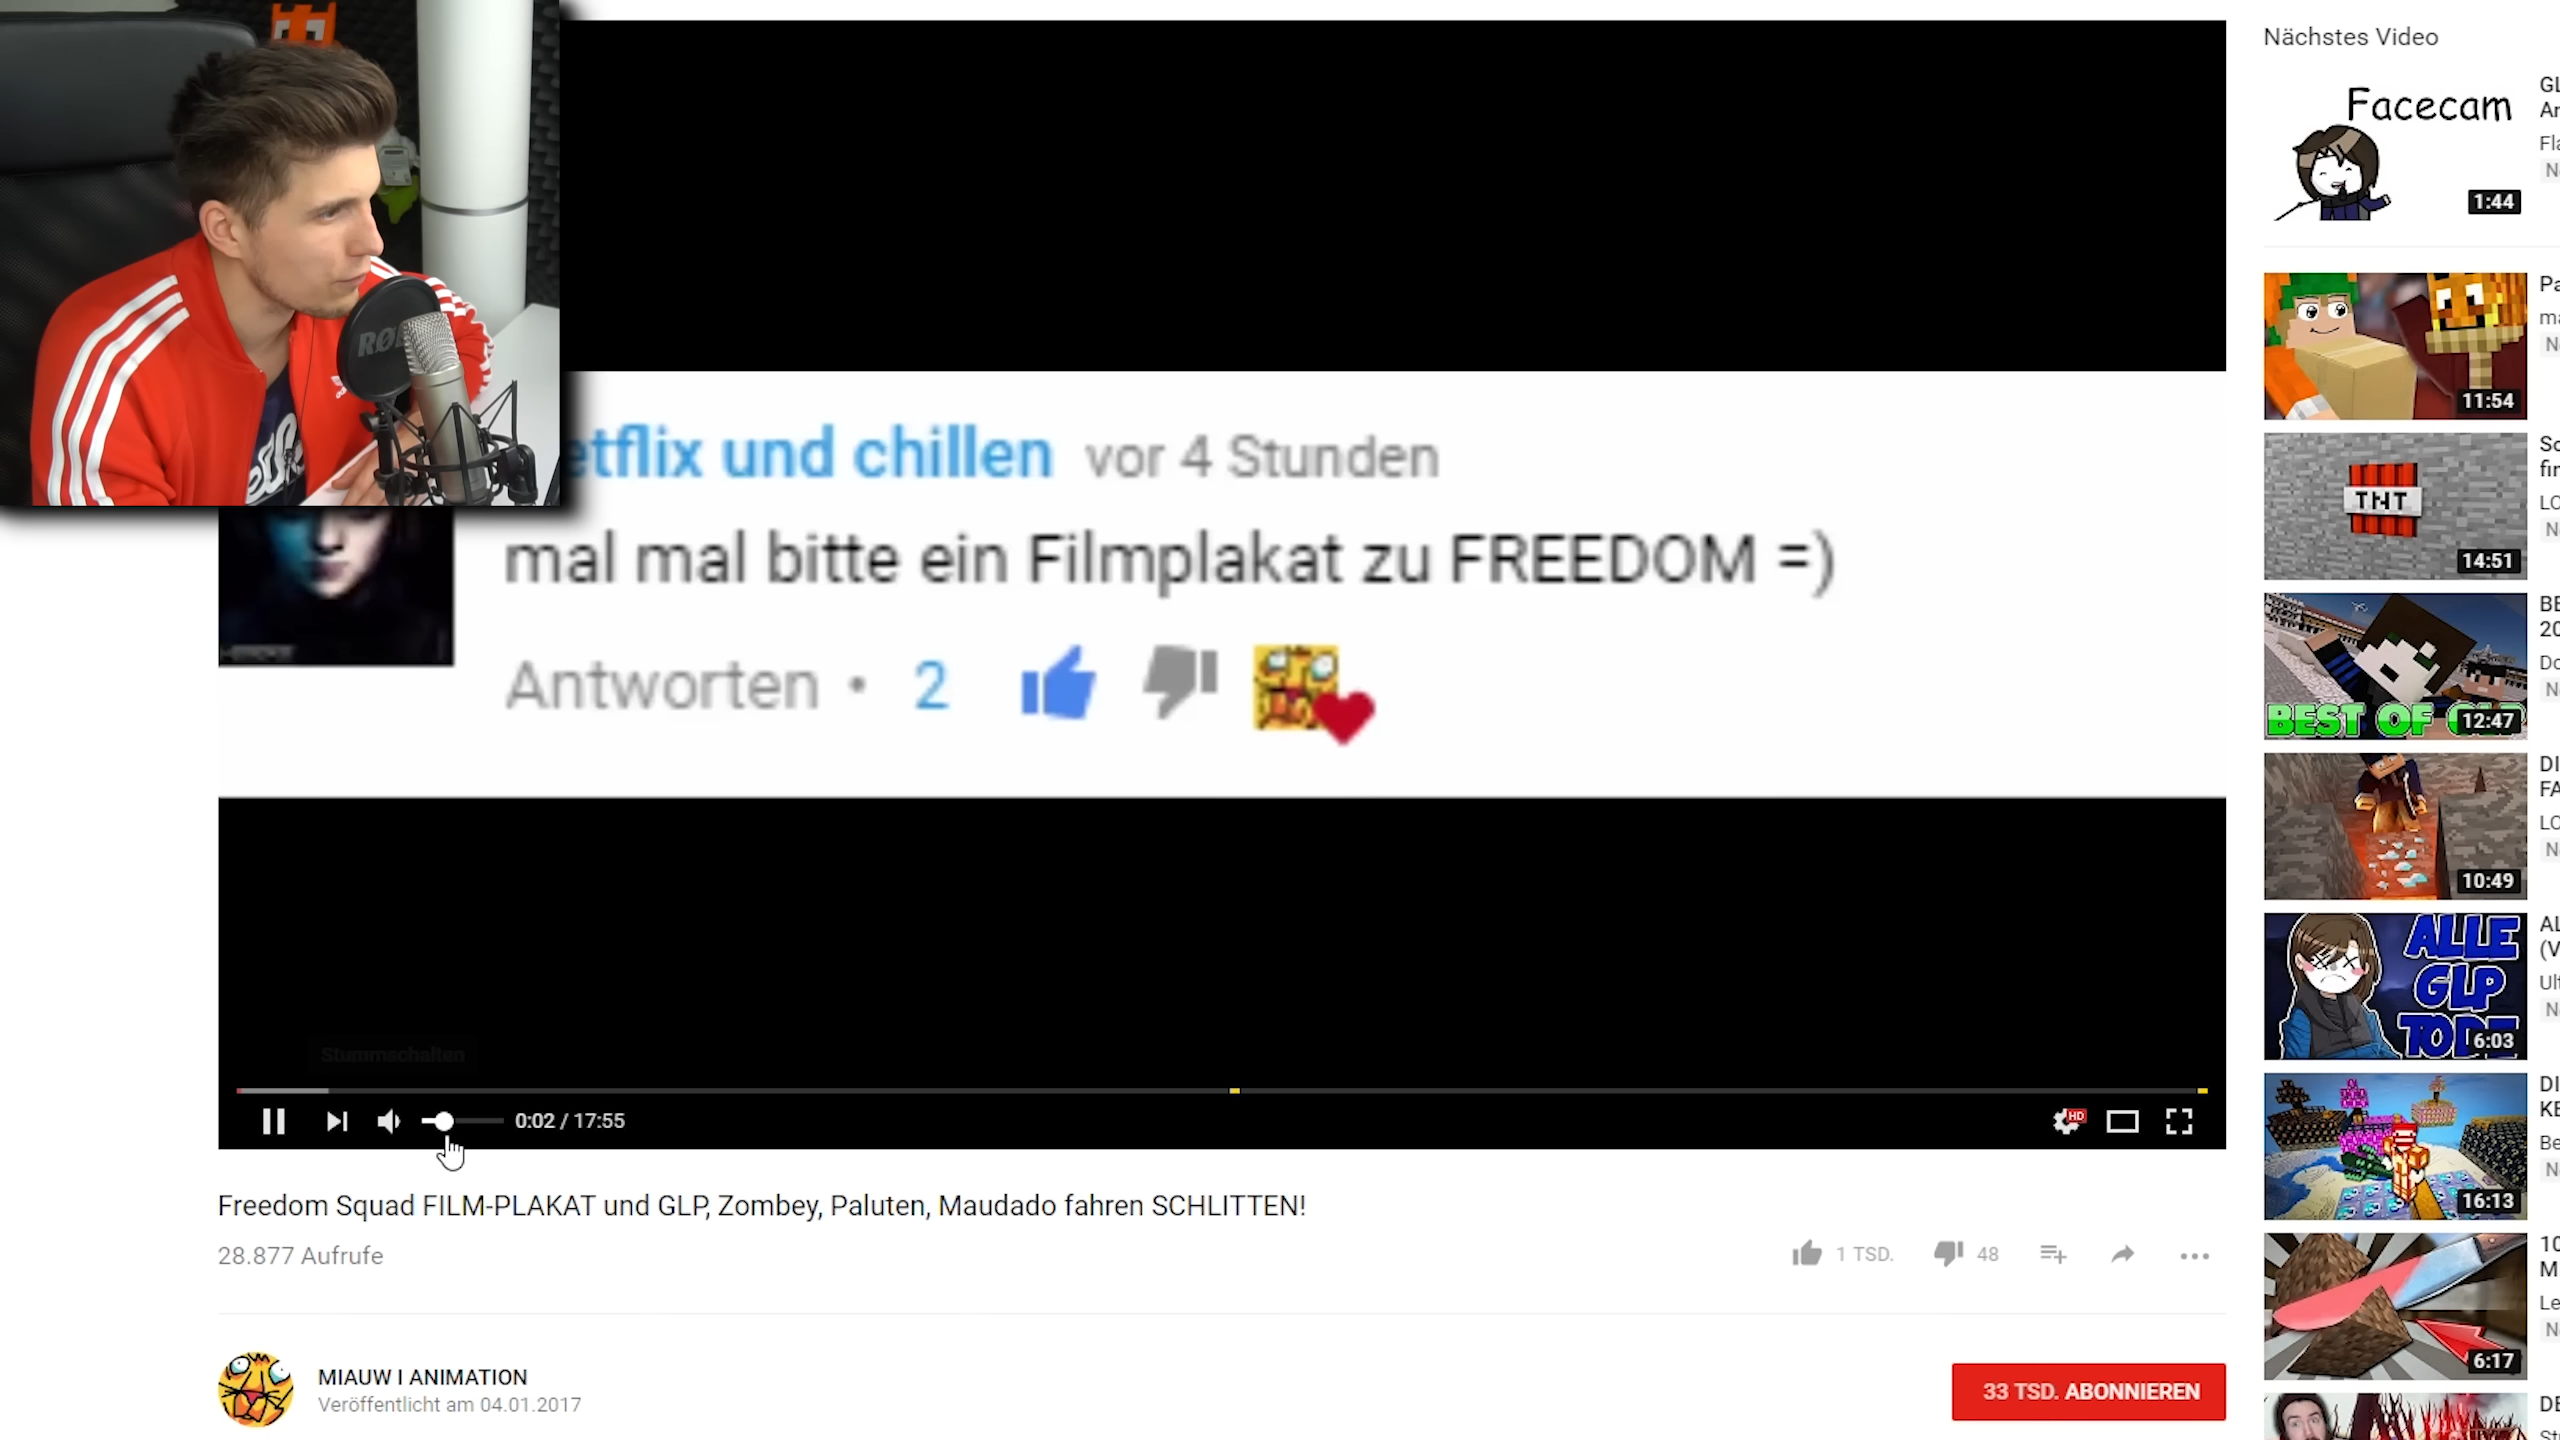 Nächstes Video
Facecam
1:44
11:54
TNT
14:51
BEST OF
12:47
10:49
ALLE
GLP
6:03
16:13
6:17
RØ
etflix und chillen vor 4 Stunden
mal mal bitte ein Filmplakat zu FREEDOM =)
Antworten • 2
Stummschalten
0:02 / 17:55
HD
Freedom Squad FILM-PLAKAT und GLP, Zombey, Paluten, Maudado fahren SCHLITTEN!
28.877 Aufrufe
1 TSD. 48
MIAUW I ANIMATION
Veröffentlicht am 04.01.2017
33 TSD. ABONNIEREN